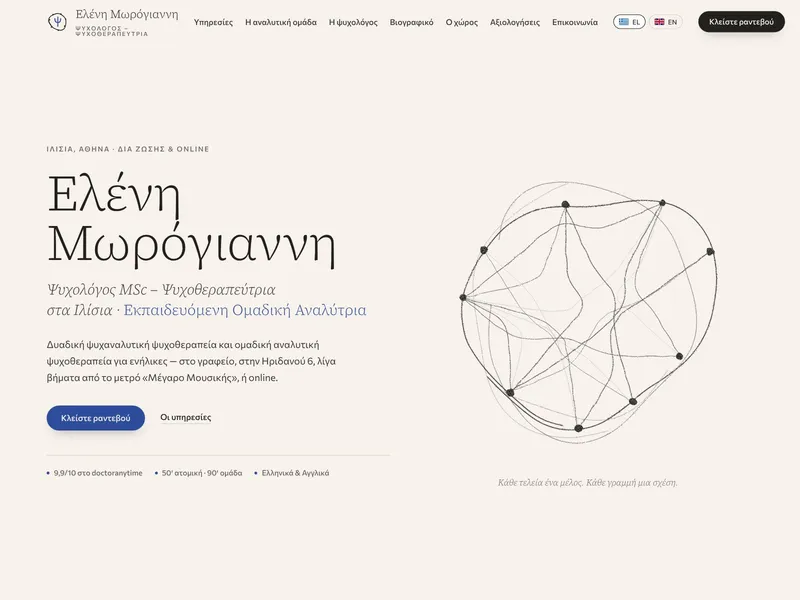 Ελένη Μωρόγιαννη
ΨΥΧΟΛΟΓΟΣ –
ΨΥΧΟΘΕΡΑΠΕΥΤΡΙΑ
Υπηρεσίες
Η αναλυτική ομάδα
Η ψυχολόγος
Βιογραφικό
Ο χώρος
Αξιολογήσεις
Επικοινωνία
EL
EN
Κλείστε ραντεβού
ΙΛΙΣΙΑ, ΑΘΗΝΑ · ΔΙΑ ΖΩΣΗΣ & ONLINE
Ελένη
Μωρόγιαννη
Ψυχολόγος MSc – Ψυχοθεραπεύτρια
στα Ιλίσια · Εκπαιδευόμενη Ομαδική Αναλύτρια
Δυαδική ψυχαναλυτική ψυχοθεραπεία και ομαδική αναλυτική
ψυχοθεραπεία για ενήλικες — στο γραφείο, στην Ηριδανού 6, λίγα
βήματα από το μετρό «Μέγαρο Μουσικής», ή online.
Κλείστε ραντεβού
Οι υπηρεσίες
9,9/10 στο doctoranytime
50′ ατομική · 90′ ομάδα
Ελληνικά & Αγγλικά
Κάθε τελεία ένα μέλος. Κάθε γραμμή μια σχέση.